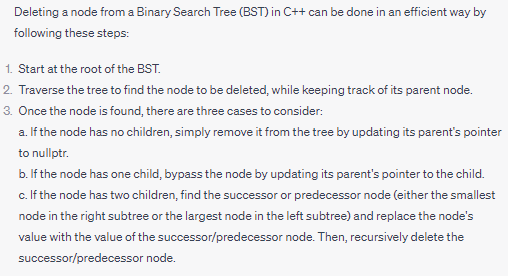 Deleting a node from a Binary Search Tree (BST) in C++ can be done in an efficient way by
following these steps:
1. Start at the root of the BST.
2. Traverse the tree to find the node to be deleted, while keeping track of its parent node.
3. Once the node is found, there are three cases to consider:
a. If the node has no children, simply remove it from the tree by updating its parent's pointer
to nullptr.
b. If the node has one child, bypass the node by updating its parent's pointer to the child.
c. If the node has two children, find the successor or predecessor node (either the smallest
node in the right subtree or the largest node in the left subtree) and replace the node's
value with the value of the successor/predecessor node. Then, recursively delete the
successor/predecessor node.